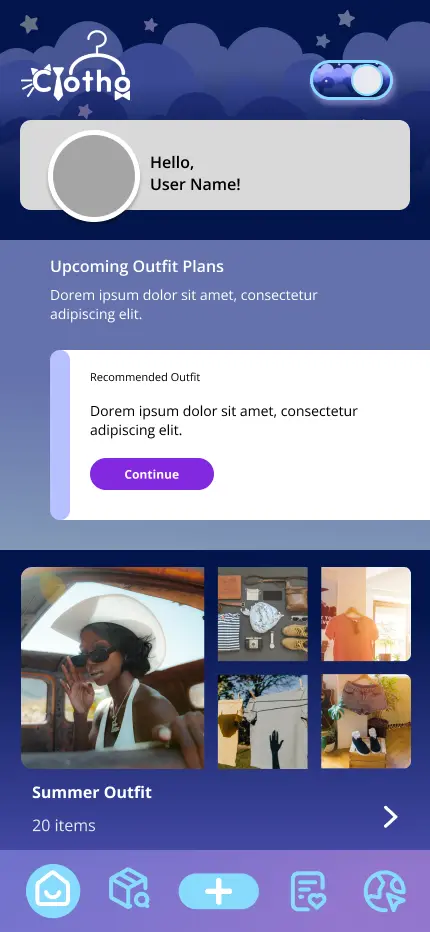 Clotho
Hello,
User Name!
Upcoming Outfit Plans
Dorem ipsum dolor sit amet, consectetur
adipiscing elit.
Recommended Outfit
Dorem ipsum dolor sit amet, consectetur
adipiscing elit.
Continue
Summer Outfit
20 items